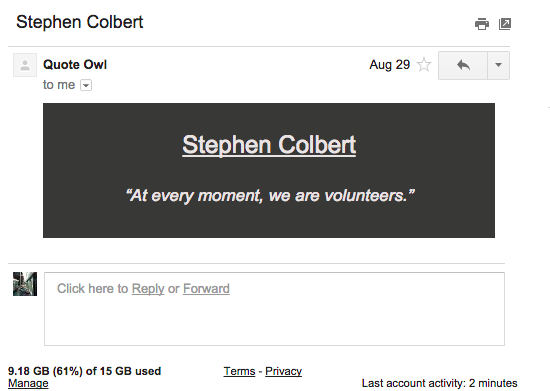 Stephen Colbert
Quote Owl Aug 29
to me
Stephen Colbert
“At every moment, we are volunteers.”
Click here to Reply or Forward
9.18 GB (61%) of 15 GB used
Manage
Terms - Privacy
Last account activity: 2 minutes